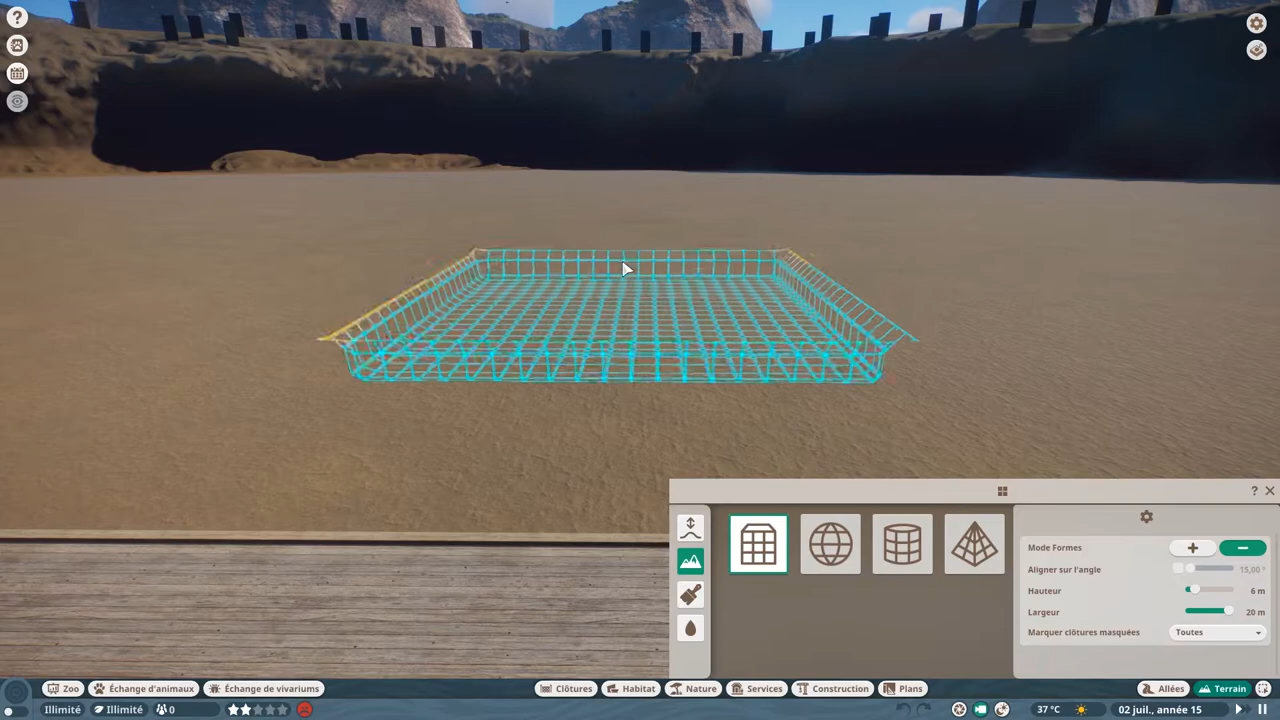 ?
? ×
Mode Formes + −
Aligner sur l'angle 15,00 °
Hauteur 6 m
Largeur 20 m
Marquer clôtures masquées Toutes
Zoo Échange d'animaux Échange de vivariums Clôtures Habitat Nature Services Construction Plans Allées Terrain
Illimité Illimité 0 37 °C 02 juil., année 15